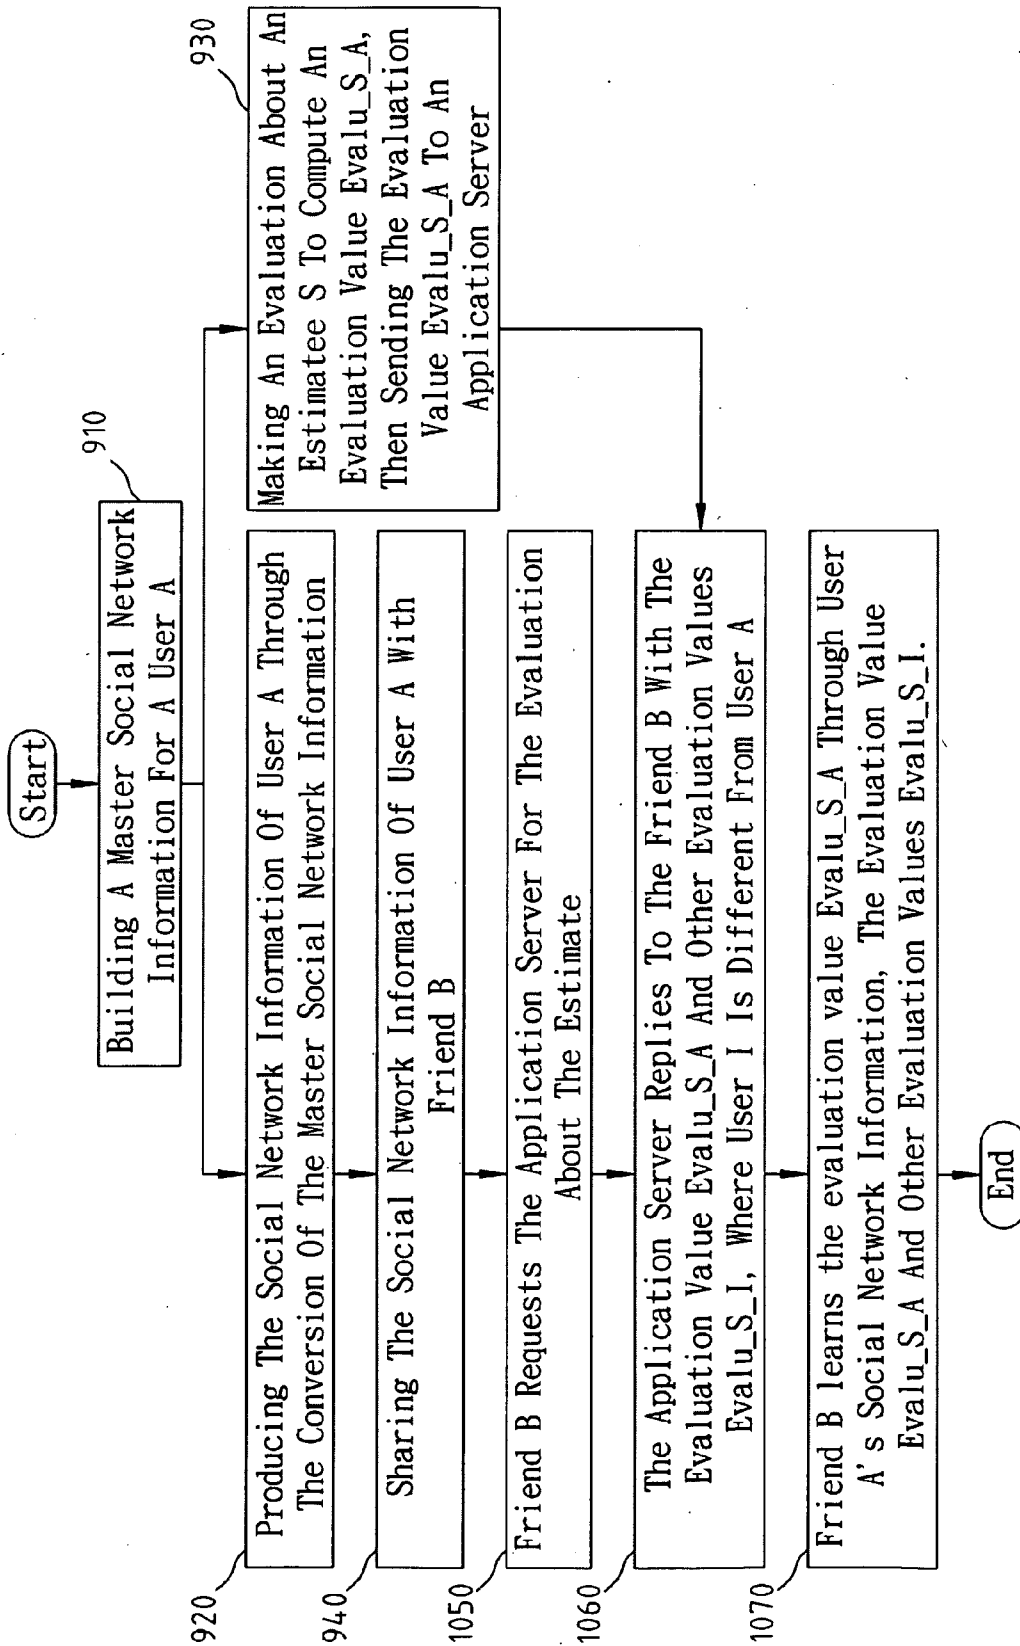 Start
910
Building A Master Social Network
Information For A User A
920
Producing The Social Network Information Of User A Through
The Conversion Of The Master Social Network Information
930
Making An Evaluation About An
Estimatee S To Compute An
Evaluation Value Evalu_S_A,
Then Sending The Evaluation
Value Evalu_S_A To An
Application Server
940
Sharing The Social Network Information Of User A With
Friend B
1050
Friend B Requests The Application Server For The Evaluation
About The Estimate
1060
The Application Server Replies To The Friend B With The
Evaluation Value Evalu_S_A And Other Evaluation Values
Evalu_S_I, Where User I Is Different From User A
1070
Friend B learns the evaluation value Evalu_S_A Through User
A's Social Network Information, The Evaluation Value
Evalu_S_A And Other Evaluation Values Evalu_S_I.
End